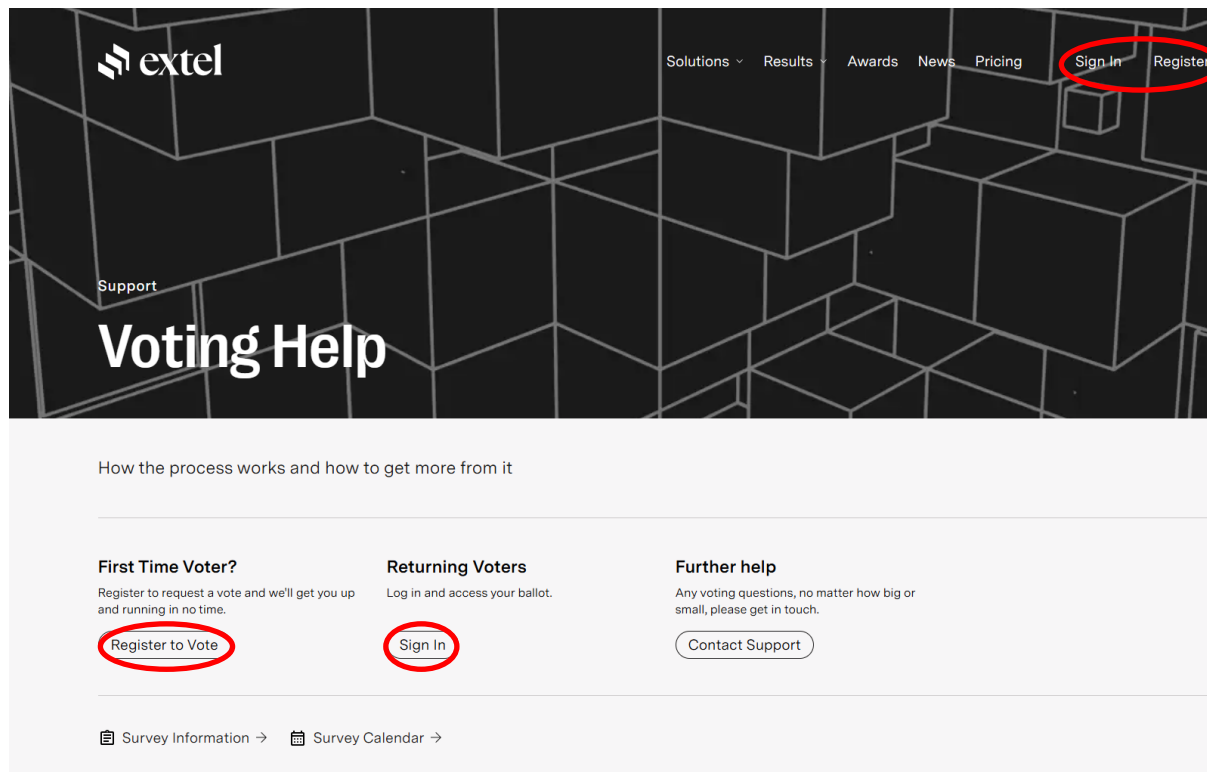 extel
Solutions Results Awards News Pricing Sign In Register
Support
Voting Help
How the process works and how to get more from it
First Time Voter?
Register to request a vote and we'll get you up
and running in no time.
Register to Vote
Returning Voters
Log in and access your ballot.
Sign In
Further help
Any voting questions, no matter how big or
small, please get in touch.
Contact Support
Survey Information → Survey Calendar →